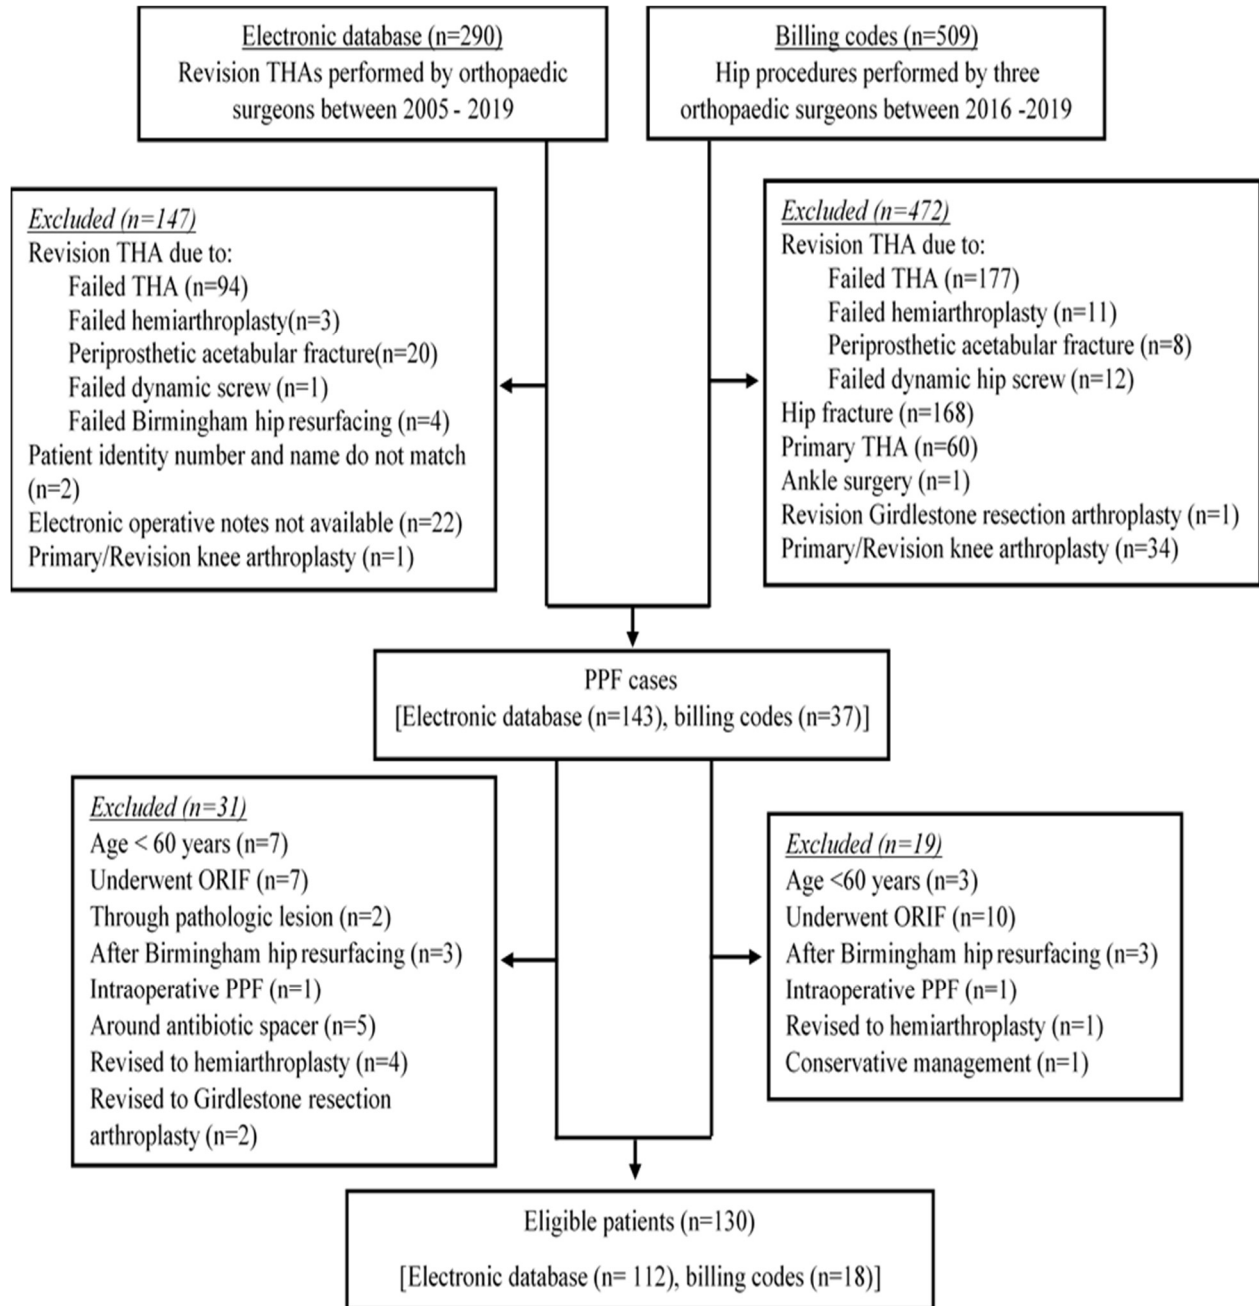 Electronic database (n=290)
Revision THAs performed by orthopaedic
surgeons between 2005 - 2019
Billing codes (n=509)
Hip procedures performed by three
orthopaedic surgeons between 2016 -2019
Excluded (n=147)
Revision THA due to:
Failed THA (n=94)
Failed hemiarthroplasty(n=3)
Periprosthetic acetabular fracture(n=20)
Failed dynamic screw (n=1)
Failed Birmingham hip resurfacing (n=4)
Patient identity number and name do not match
(n=2)
Electronic operative notes not available (n=22)
Primary/Revision knee arthroplasty (n=1)
Excluded (n=472)
Revision THA due to:
Failed THA (n=177)
Failed hemiarthroplasty (n=11)
Periprosthetic acetabular fracture (n=8)
Failed dynamic hip screw (n=12)
Hip fracture (n=168)
Primary THA (n=60)
Ankle surgery (n=1)
Revision Girdlestone resection arthroplasty (n=1)
Primary/Revision knee arthroplasty (n=34)
PPF cases
[Electronic database (n=143), billing codes (n=37)]
Excluded (n=31)
Age < 60 years (n=7)
Underwent ORIF (n=7)
Through pathologic lesion (n=2)
After Birmingham hip resurfacing (n=3)
Intraoperative PPF (n=1)
Around antibiotic spacer (n=5)
Revised to hemiarthroplasty (n=4)
Revised to Girdlestone resection
arthroplasty (n=2)
Excluded (n=19)
Age <60 years (n=3)
Underwent ORIF (n=10)
After Birmingham hip resurfacing (n=3)
Intraoperative PPF (n=1)
Revised to hemiarthroplasty (n=1)
Conservative management (n=1)
Eligible patients (n=130)
[Electronic database (n= 112), billing codes (n=18)]